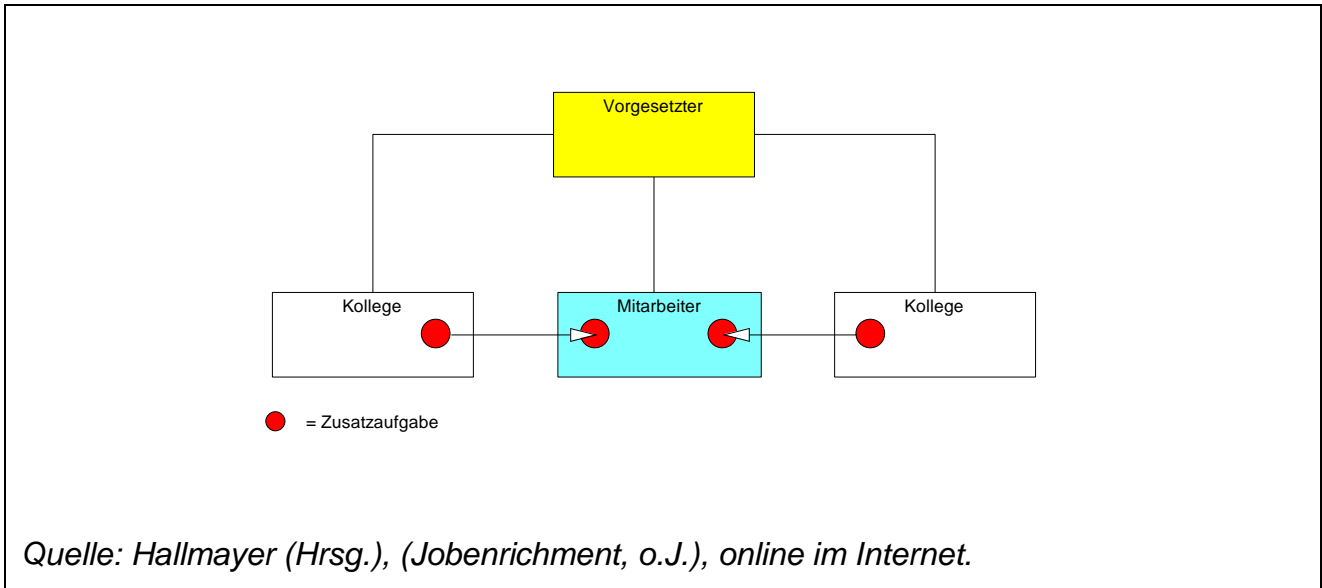 Vorgesetzter
Kollege
Mitarbeiter
Kollege
= Zusatzaufgabe
Quelle: Hallmayer (Hrsg.), (Jobenrichment, o.J.), online im Internet.